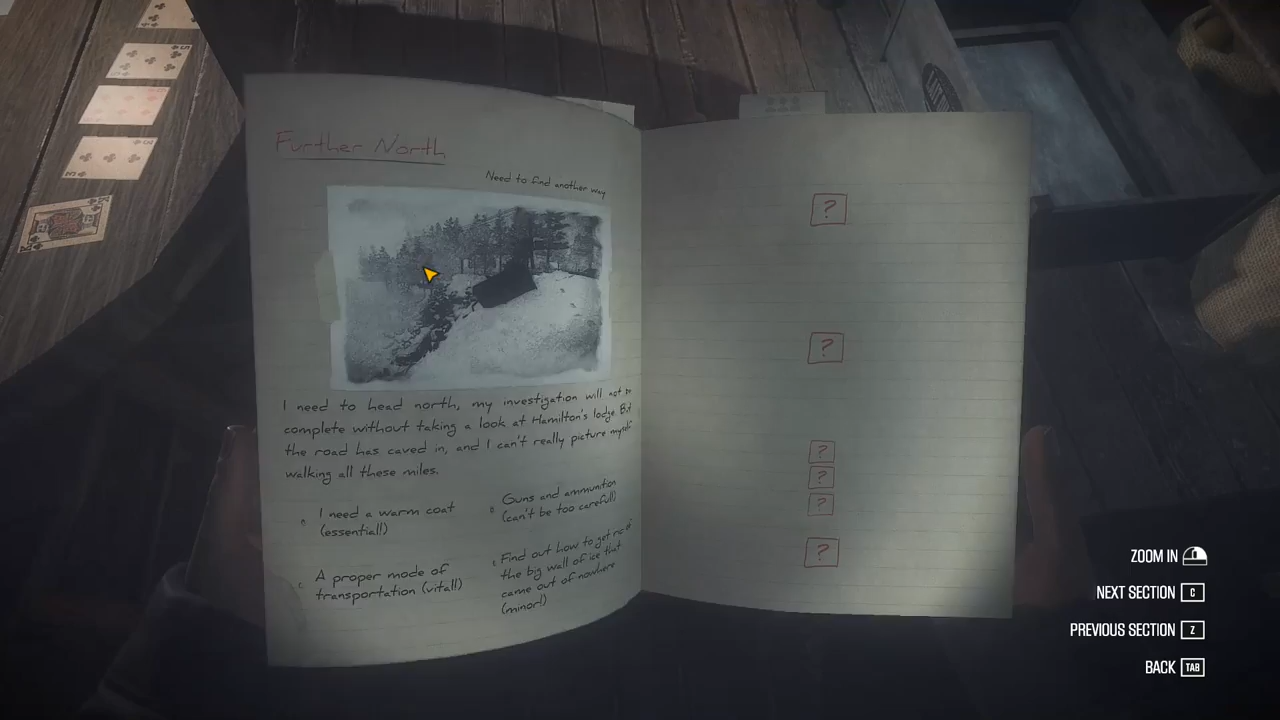 Further North
Need to find another way
I need to head north, my investigation will not be
complete without taking a look at Hamilton's lodge. But
the road has caved in, and I can't really picture myself
walking all these miles.
I need a warm coat
(essential!)
Guns and ammunition
(can't be too careful!)
A proper mode of
transportation (vital!)
Find out how to get rid of
the big wall of ice that
came out of nowhere
(minor!)
?
?
?
?
?
?
ZOOM IN
NEXT SECTION C
PREVIOUS SECTION Z
BACK TAB